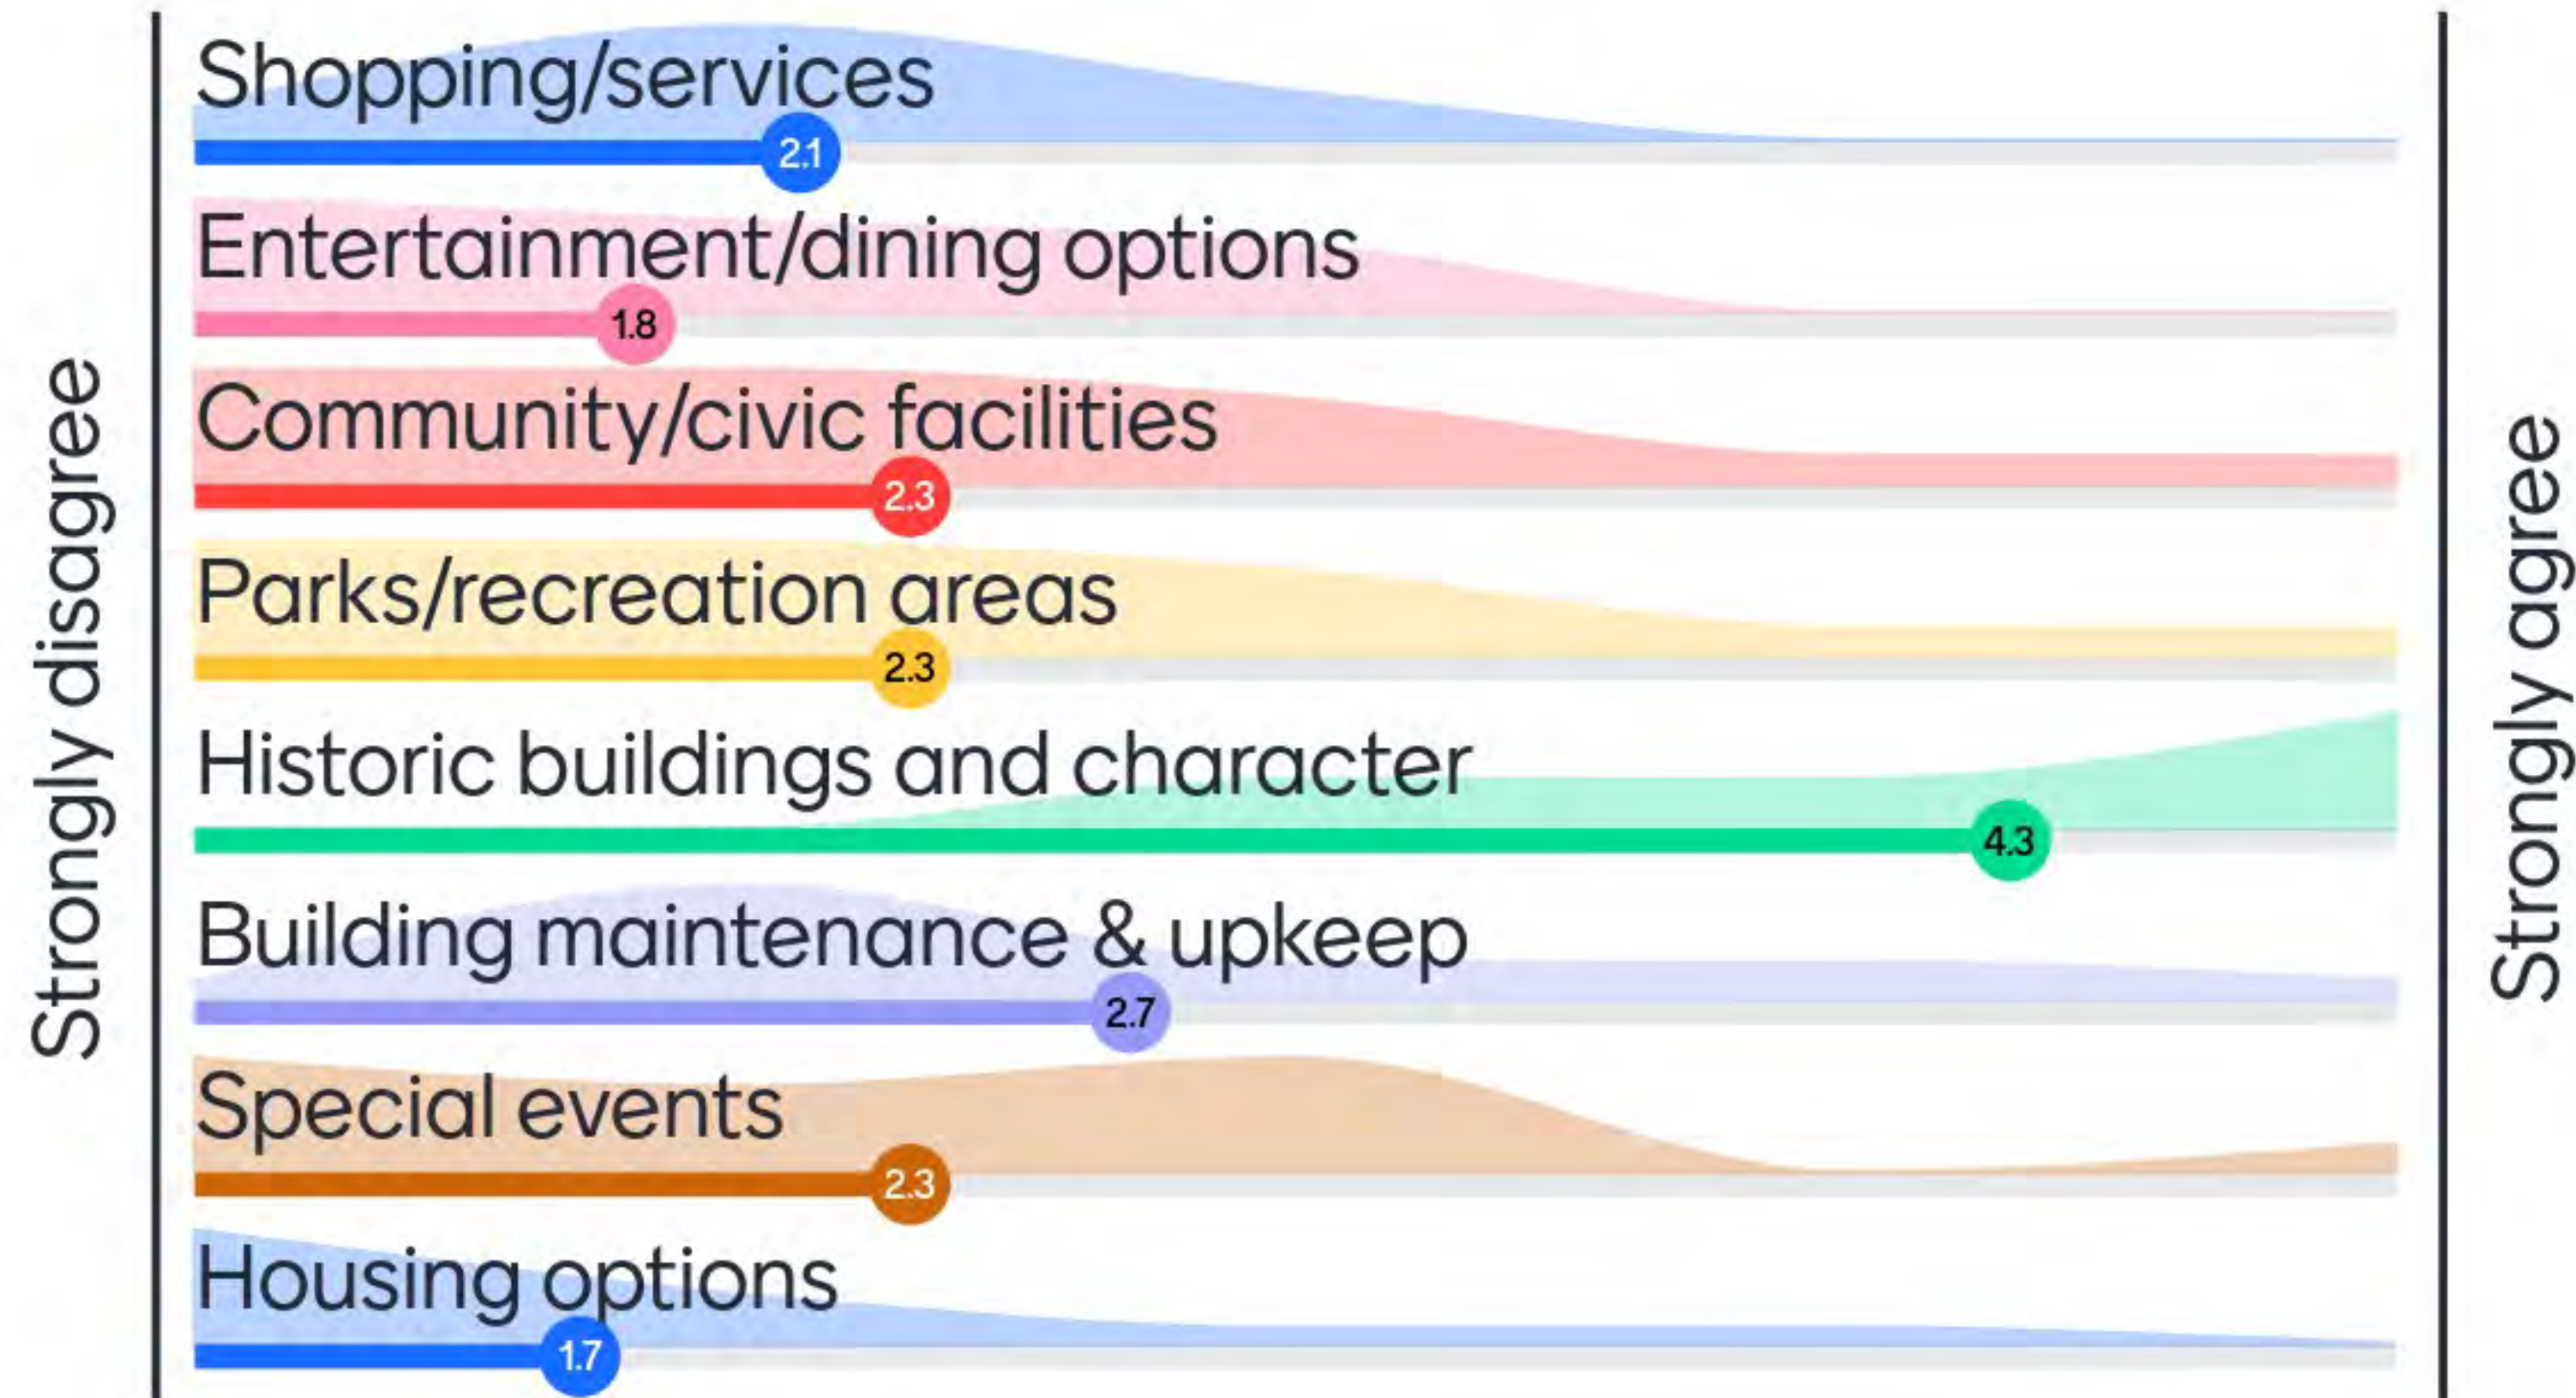 Strongly disagree
Shopping/services
2.1
Entertainment/dining options
1.8
Community/civic facilities
2.3
Parks/recreation areas
2.3
Historic buildings and character
4.3
Building maintenance & upkeep
2.7
Special events
2.3
Housing options
1.7
Strongly agree